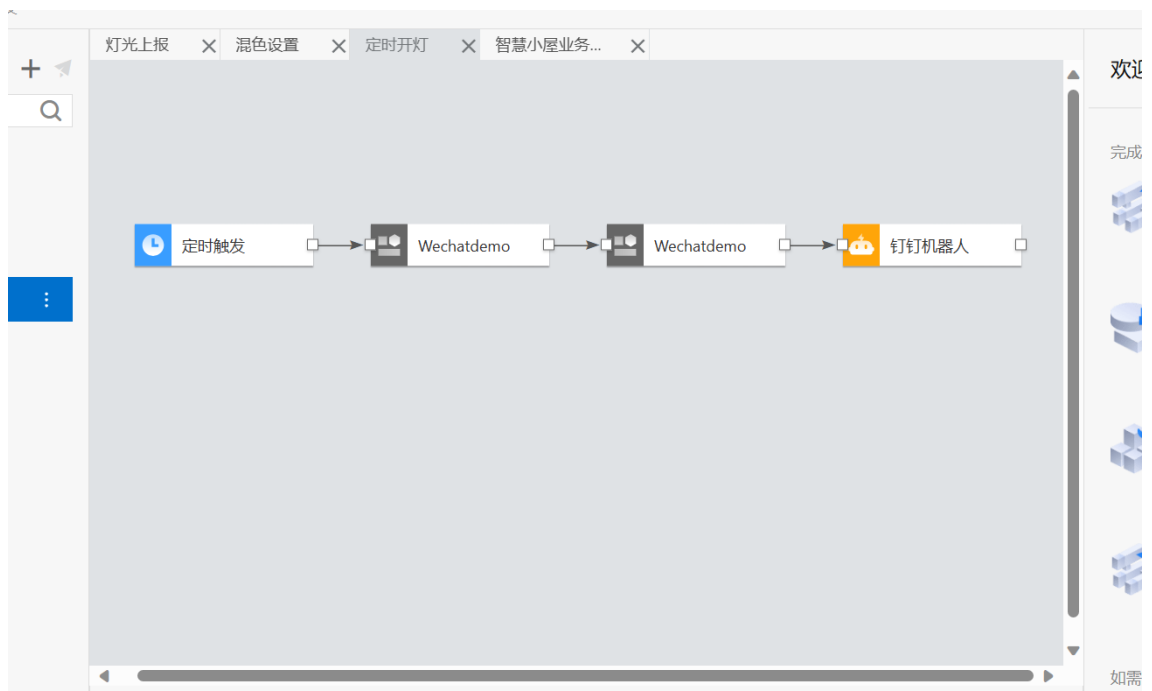 灯光上报
混色设置
定时开灯
智慧小屋业务...
定时触发
Wechatdemo
Wechatdemo
钉钉机器人
欢迎
完成
如需